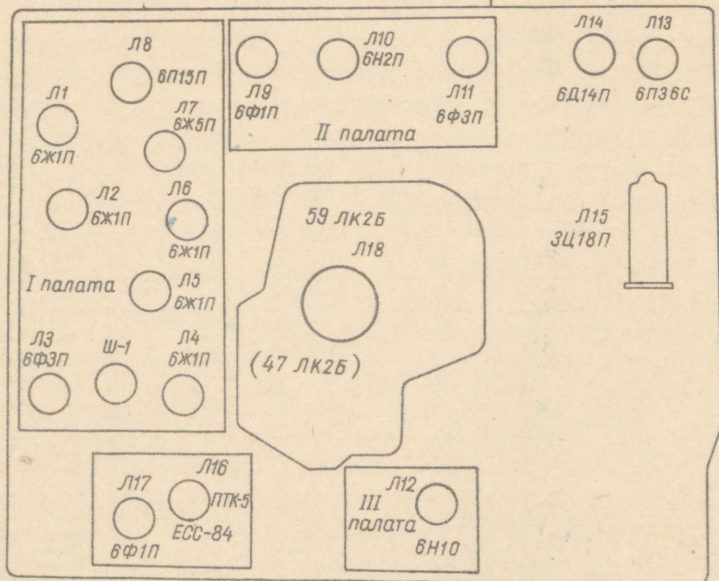 Л8
6П15П
Л1
6Ж1П
Л7
6Ж5П
Л2
6Ж1П
Л6
6Ж1П
I палата
Л5
6Ж1П
Л3
6Ф3П
Ш-1
Л4
6Ж1П
Л9
6Ф1П
Л10
6Н2П
Л11
6Ф3П
II палата
Л14
6Д14П
Л13
6П36С
Л15
3Ц18П
59 ЛК2Б
Л18
(47 ЛК2Б)
Л17
6Ф1П
Л16
ПТК-5
ЕСС-84
III
палата
Л12
6Н10